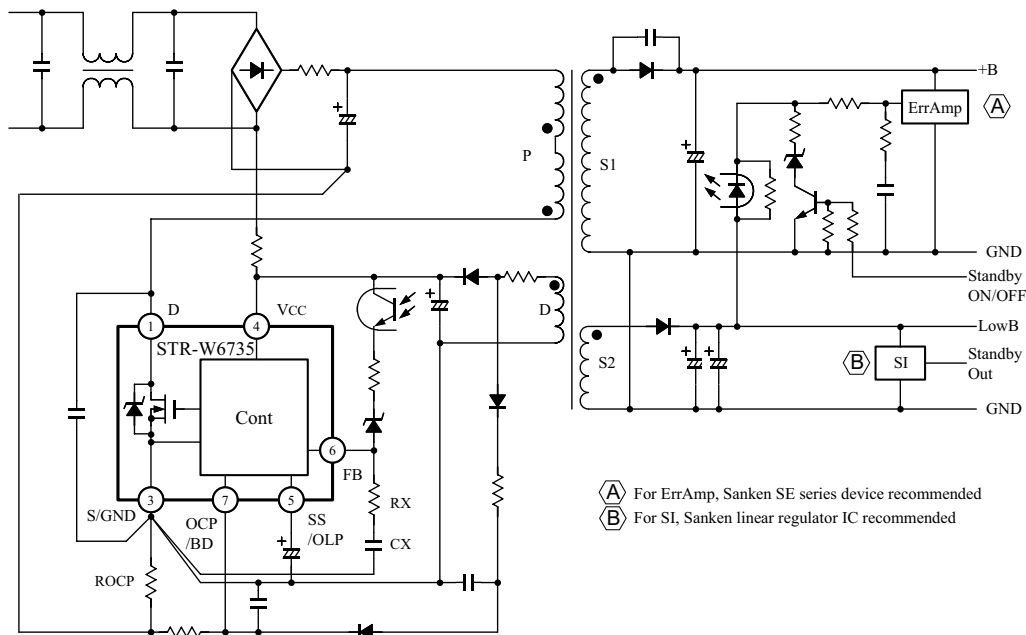 +B
ErrAmp
A
P
S1
GND
Standby
ON/OFF
D
VCC
D
1
4
STR-W6735
LowB
S2
B
SI
Standby
Out
Cont
GND
6
FB
3
7
5
S/GND
OCP
/BD
SS
/OLP
RX
CX
ROCP
A For ErrAmp, Sanken SE series device recommended
B For SI, Sanken linear regulator IC recommended
+
+
+
+
+
+